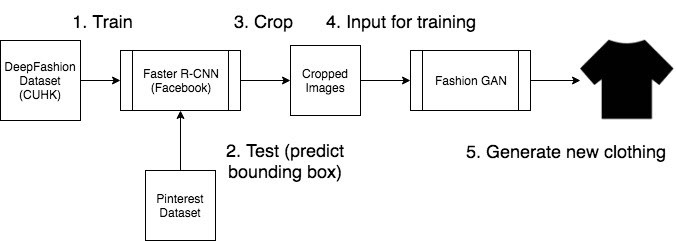 1. Train
3. Crop
4. Input for training
DeepFashion
Dataset
(CUHK)
Faster R-CNN
(Facebook)
Cropped
Images
Fashion GAN
2. Test (predict
bounding box)
5. Generate new clothing
Pinterest
Dataset